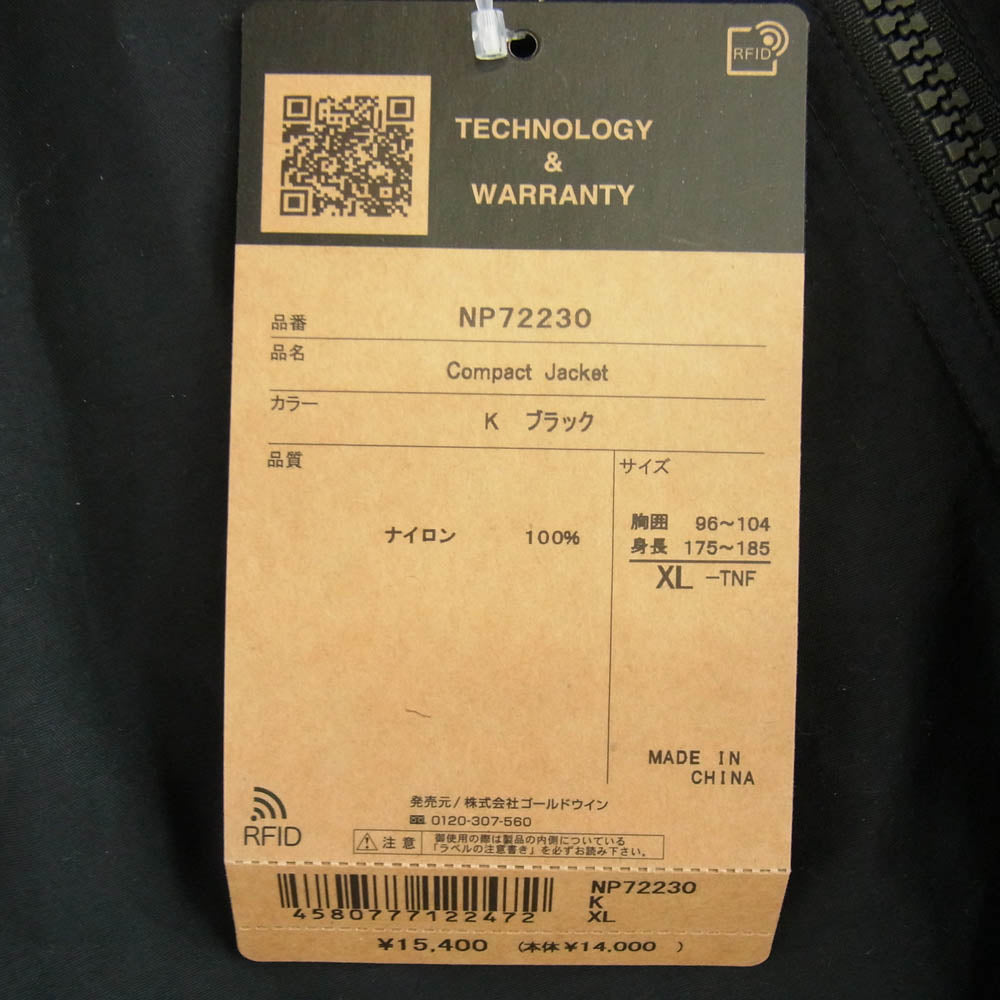 RFID
TECHNOLOGY
&
WARRANTY
品番 NP72230
品名 Compact Jacket
カラー K ブラック
品質
ナイロン 100%
サイズ
胸囲 96~104
身長 175~185
XL -TNF
MADE IN
CHINA
発売元/株式会社ゴールドウイン
0120-307-560
RFID
注意
御使用の際は製品の内側についている
「ラベルの注意書き」を必ずお読み下さい。
4580777122472
NP72230
K
XL
¥15,400 (本体¥14,000 )